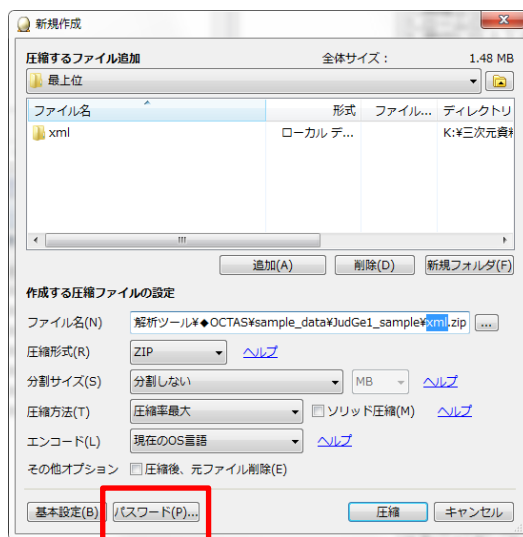 新規作成
圧縮するファイル追加 全体サイズ： 1.48 MB
最上位
ファイル名 形式 ファイル... ディレクトリ
xml ローカル デ... K:¥三次元資料
追加(A) 削除(D) 新規フォルダ(F)
作成する圧縮ファイルの設定
ファイル名(N) 解析ツール¥◆OCTAS¥sample_data¥JudGe1_sample¥xml.zip ...
圧縮形式(R) ZIP ヘルプ
分割サイズ(S) 分割しない MB ヘルプ
圧縮方法(T) 圧縮率最大 ソリッド圧縮(M) ヘルプ
エンコード(L) 現在のOS言語 ヘルプ
その他オプション 圧縮後、元ファイル削除(E)
基本設定(B) パスワード(P)... 圧縮 キャンセル